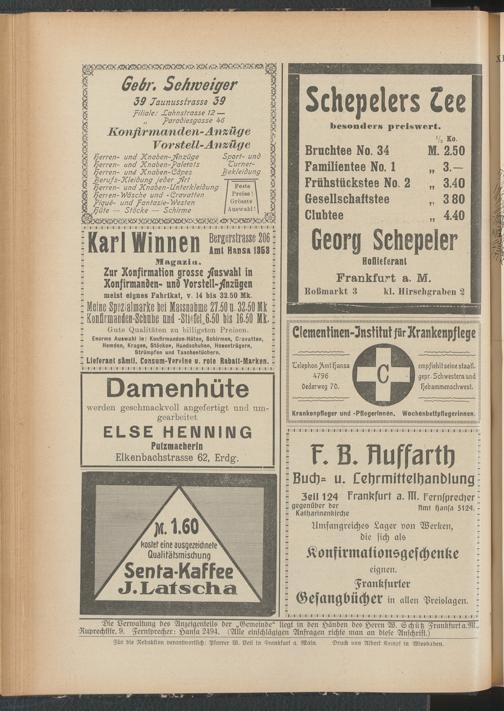 Gebr. Schweiger
39 Taunusstrasse 39
Filiale: Lahnstrasse 12 —
„ Paradiesgasse 46
Konfirmanden-Anzüge
Vorstell-Anzüge
Herren- und Knaben-Anzüge
Herren- und Knaben-Paletots
Herren- und Knaben-Capes
Berufs-Kleidung jeder Art
Herren- und Knaben-Unterkleidung
Herren-Wäsche und -Cravatten
Piqué- und Fantasie-Westen
Hüte — Stöcke — Schirme
Sport- und
Turner-
Bekleidung
Feste
Preise!
Grösste
Auswahl!
Karl Winnen
Bergerstrasse 206
Amt Hansa 1363
Magazin.
Zur Konfirmation grosse Auswahl in
Konfirmanden- und Vorstell-Anzügen
meist eignes Fabrikat, v. 14 bis 32.50 Mk.
Meine Spezialmarke bei Massnahme 27.50 u. 32.50 Mk
Konfirmanden-Schuhe und -Stiefel, 6.50 bis 16.50 Mk.
Gute Qualitäten zu billigsten Preisen.
Enorme Auswahl in: Konfirmanden-Hüten, Schirmen, Cravatten,
Hemden, Kragen, Stöcken, Handschuhen, Hosenträgern,
Strümpfen und Taschentüchern.
Lieferant sämtl. Consum-Vereine u. rote Rabatt-Marken.
Damenhüte
werden geschmackvoll angefertigt und um-
gearbeitet
ELSE HENNING
Putzmacherin
Elkenbachstrasse 62, Erdg.
M. 1.60
kostet eine ausgezeichnete
Qualitätsmischung
Senta-Kaffee
J. Latscha
Schepelers Tee
besonders preiswert.
½ Ko.
Bruchtee No. 34 M. 2.50
Familientee No. 1 „ 3.—
Frühstückstee No. 2 „ 3.40
Gesellschaftstee „ 3 80
Clubtee „ 4.40
Georg Schepeler
Hoflieferant
Frankfurt a. M.
Roßmarkt 3 kl. Hirschgraben 2
Clementinen-Institut für Krankenpflege
Telephon Amt Hansa
4796
Oederweg 70.
C
empfiehlt seine staatl.
gepr. Schwestern und
Hebammenschwest.
Krankenpfleger und -Pflegerinnen. Wochenbettpflegerinnen.
F. B. Auffarth
Buch- u. Lehrmittelhandlung
Zeil 124 Frankfurt a. M. Fernsprecher
gegenüber der Amt Hansa 5124.
Katharinenkirche
Umfangreiches Lager von Werken,
die sich als
Konfirmationsgeschenke
eignen.
Frankfurter
Gesangbücher in allen Preislagen.
Die Verwaltung des Anzeigenteils der „Gemeinde“ liegt in den Händen des Herrn W. Schütz Frankfurt a. M.,
Ruprechtstr. 9. Fernsprecher: Hansa 2494. (Alle einschlägigen Anfragen richte man an diese Anschrift.)
Für die Redaktion verantwortlich: Pfarrer W. Veit in Frankfurt a. Main. Druck von Albert Kempf in Wiesbaden.